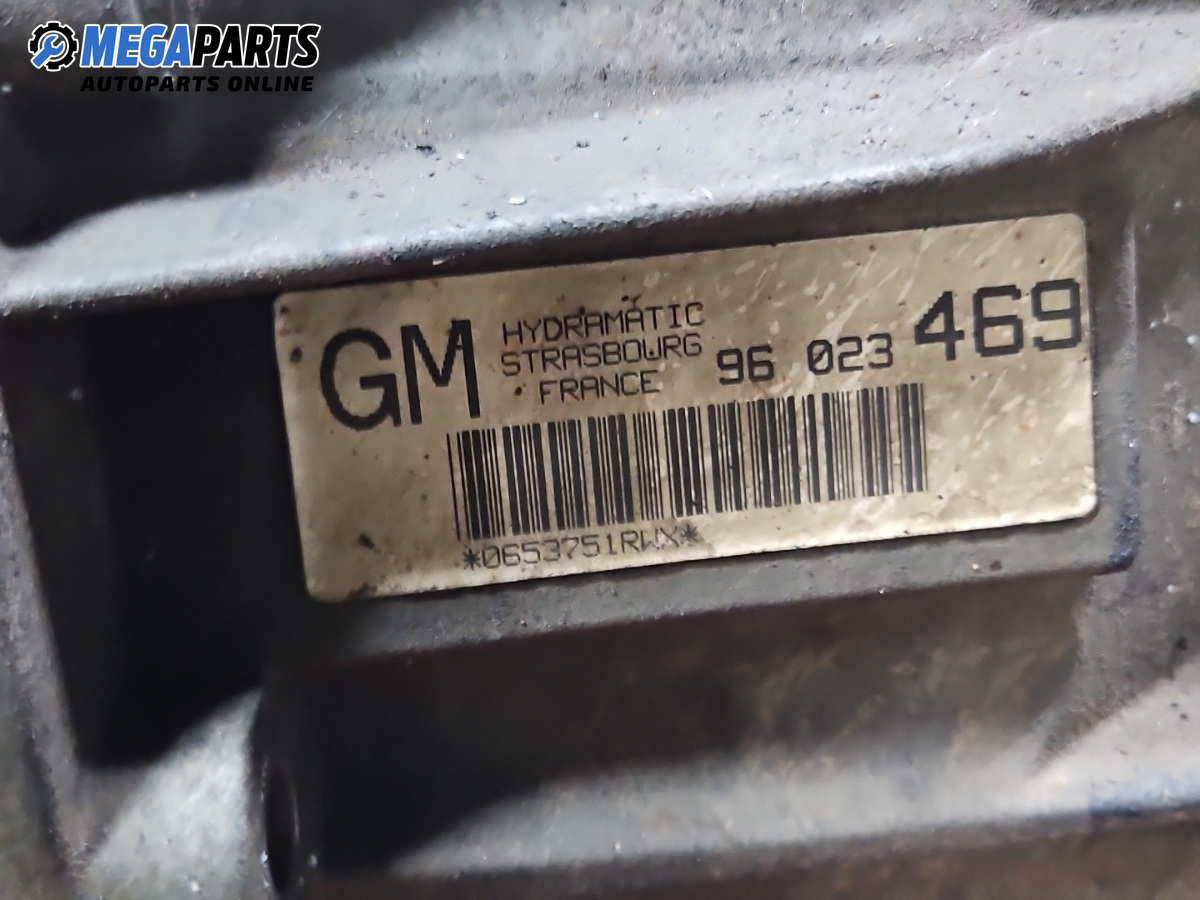 MEGAPARTS
AUTOPARTS ONLINE
GM
HYDRAMATIC
STRASBOURG
FRANCE
96 023 469
*0653751RWX*